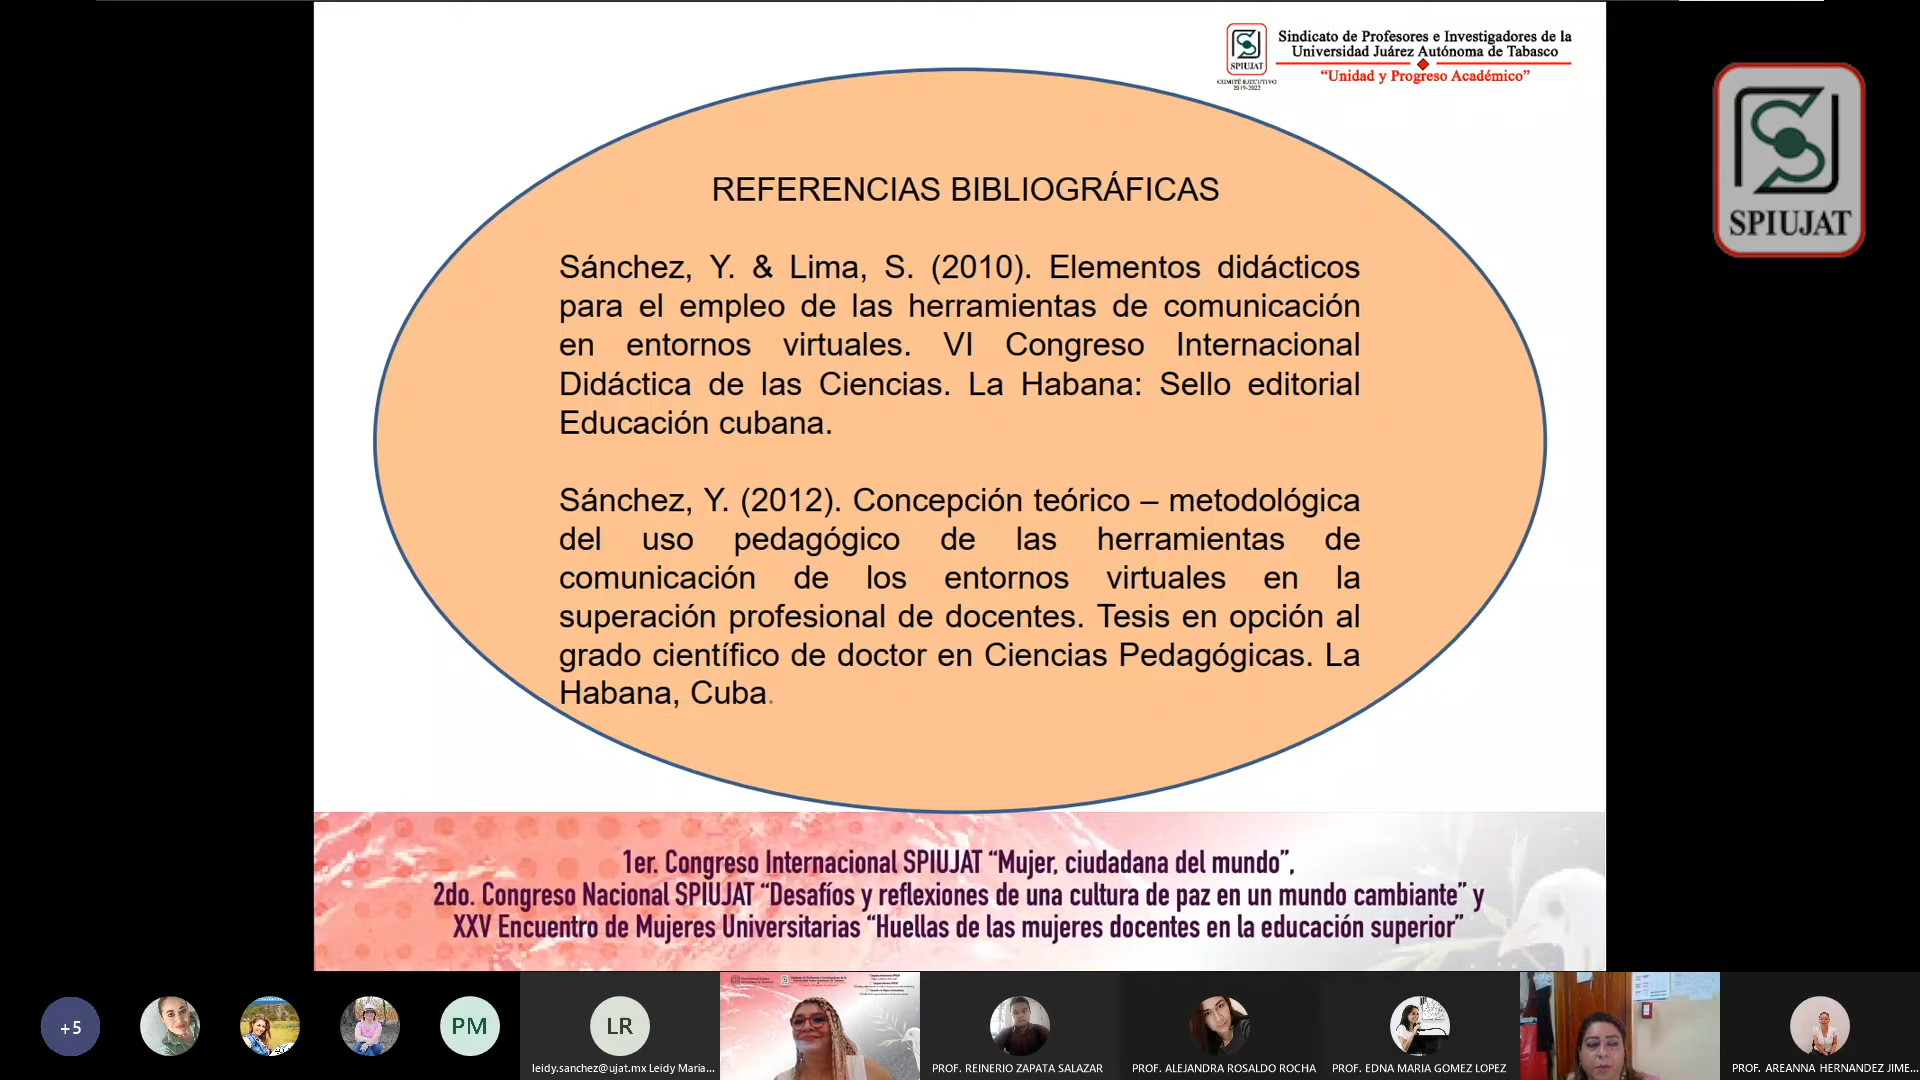 Sindicato de Profesores e Investigadores de la
Universidad Juárez Autónoma de Tabasco
“Unidad y Progreso Académico”
SPIUJAT
COMITÉ EJECUTIVO
2019-2022
SPIUJAT
REFERENCIAS BIBLIOGRÁFICAS
Sánchez, Y. & Lima, S. (2010). Elementos didácticos
para el empleo de las herramientas de comunicación
en entornos virtuales. VI Congreso Internacional
Didáctica de las Ciencias. La Habana: Sello editorial
Educación cubana.
Sánchez, Y. (2012). Concepción teórico – metodológica
del uso pedagógico de las herramientas de
comunicación de los entornos virtuales en la
superación profesional de docentes. Tesis en opción al
grado científico de doctor en Ciencias Pedagógicas. La
Habana, Cuba.
1er. Congreso Internacional SPIUJAT “Mujer, ciudadana del mundo”,
2do. Congreso Nacional SPIUJAT “Desafíos y reflexiones de una cultura de paz en un mundo cambiante” y
XXV Encuentro de Mujeres Universitarias “Huellas de las mujeres docentes en la educación superior”
+5
PM
LR
leidy.sanchez@ujat.mx Leidy Maria...
PROF. REINERIO ZAPATA SALAZAR
PROF. ALEJANDRA ROSALDO ROCHA
PROF. EDNA MARIA GOMEZ LOPEZ
PROF. AREANNA HERNANDEZ JIME...